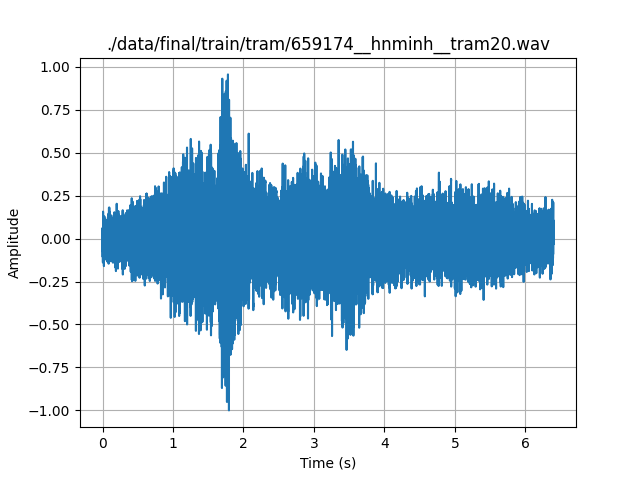 ./data/final/train/tram/659174__hnminh__tram20.wav
1.00
0.75
0.50
0.25
0.00
−0.25
−0.50
−0.75
−1.00
Amplitude
0 1 2 3 4 5 6
Time (s)